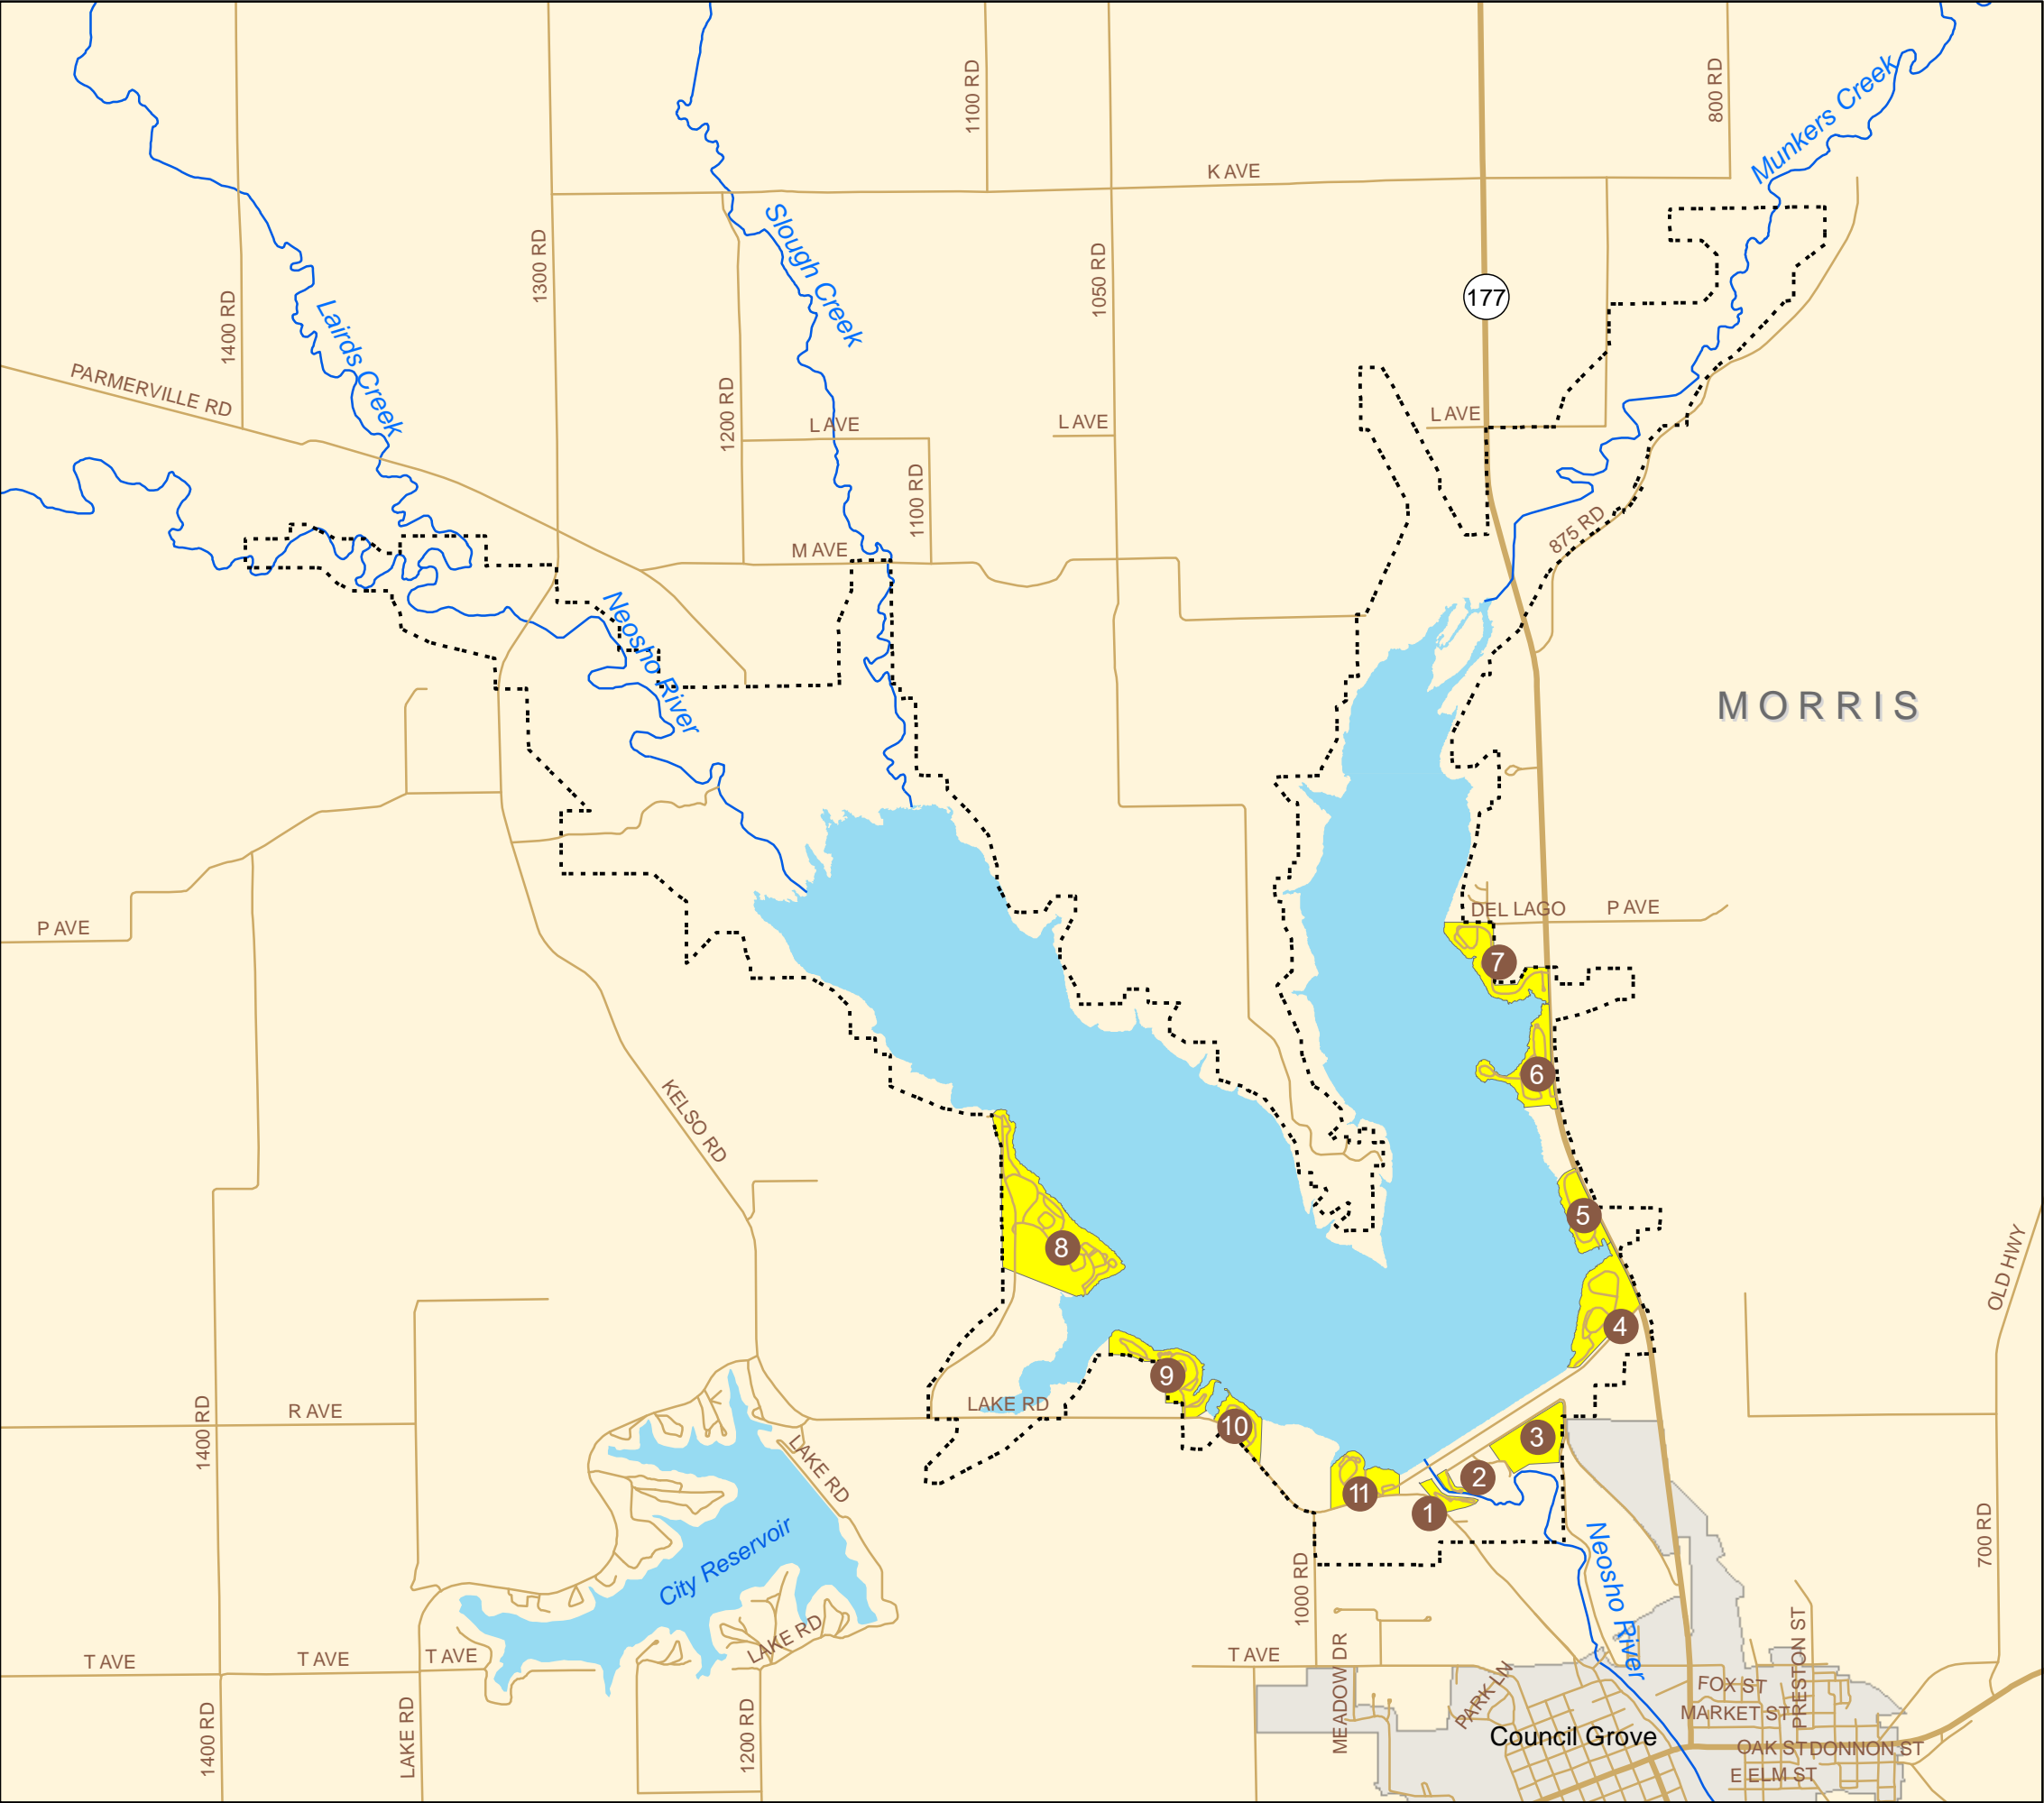 1100 RD
800 RD
Munkers Creek
K AVE
1300 RD
Slough Creek
1050 RD
177
1400 RD
Lairds Creek
PARMERVILLE RD
1200 RD
L AVE
L AVE
L AVE
1100 RD
875 RD
M AVE
Neosho River
MORRIS
P AVE
DEL LAGO
P AVE
7
6
KELSO RD
5
8
4
OLD HWY
9
LAKE RD
10
R AVE
1400 RD
3
2
11
1
LAKE RD
City Reservoir
700 RD
Neosho River
1000 RD
LAKE RD
T AVE
T AVE
T AVE
T AVE
MEADOW DR
PARK LN
PRESTON ST
FOX ST
MARKET ST
1400 RD
LAKE RD
1200 RD
Council Grove
OAK ST
DONNON ST
E ELM ST